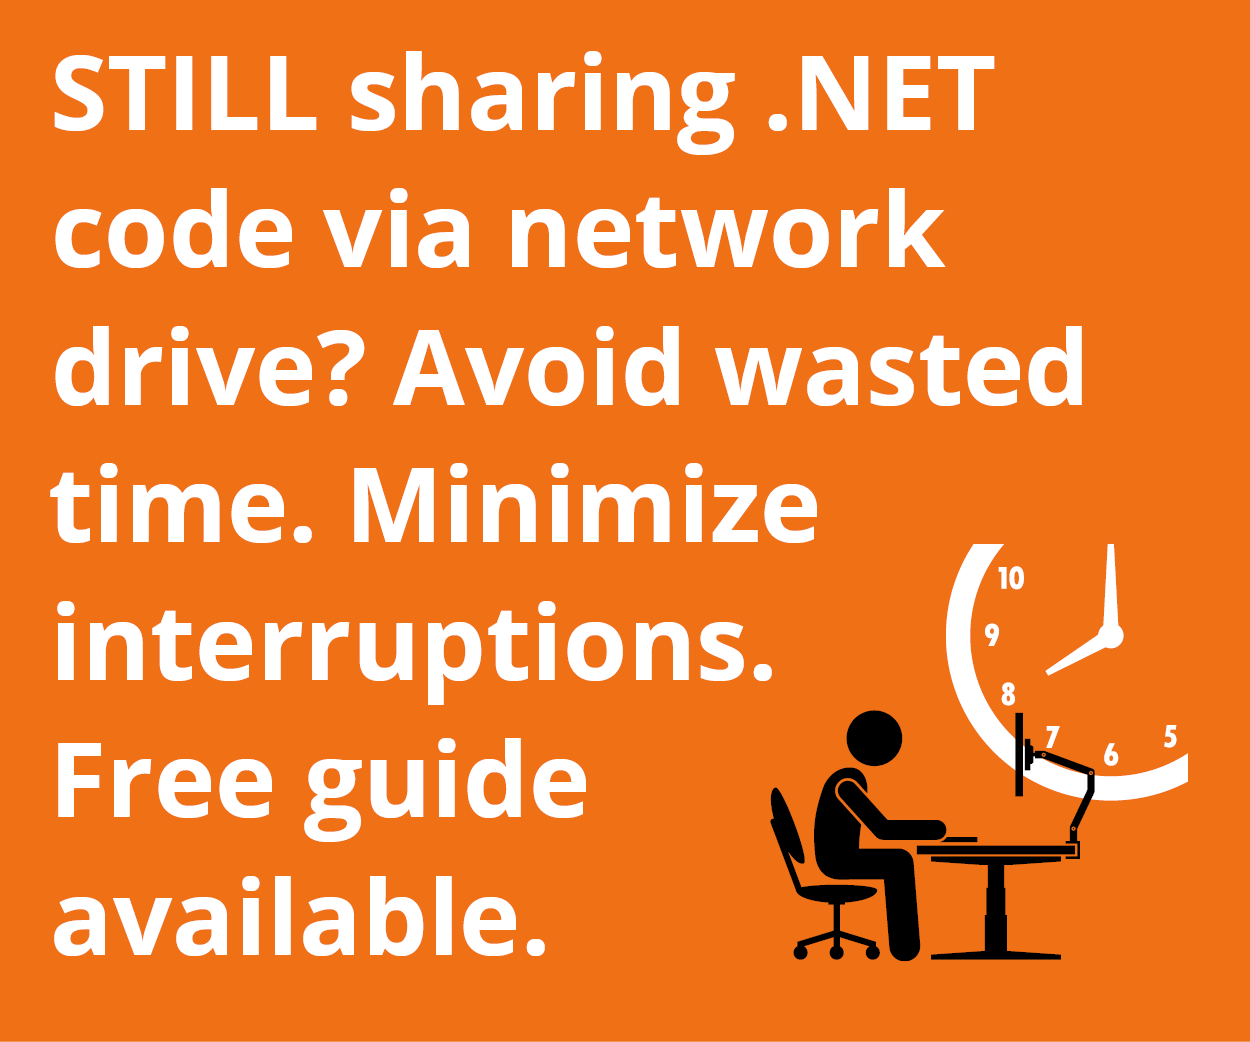 STILL sharing .NET
code via network
drive? Avoid wasted
time. Minimize
interruptions.
Free guide
available.
10
9
8
7
6
5